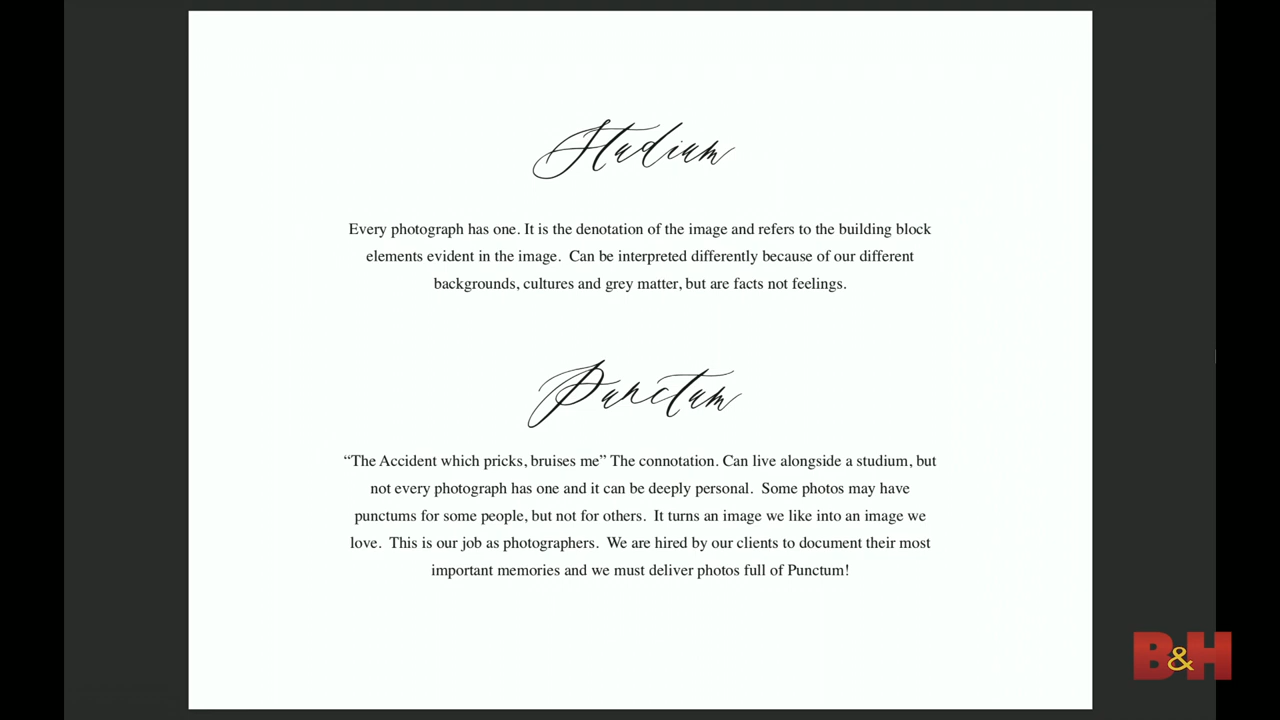 Studium
Every photograph has one. It is the denotation of the image and refers to the building block
elements evident in the image.  Can be interpreted differently because of our different
backgrounds, cultures and grey matter, but are facts not feelings.
Punctum
“The Accident which pricks, bruises me” The connotation. Can live alongside a studium, but
not every photograph has one and it can be deeply personal.  Some photos may have
punctums for some people, but not for others.  It turns an image we like into an image we
love.  This is our job as photographers.  We are hired by our clients to document their most
important memories and we must deliver photos full of Punctum!
B&H